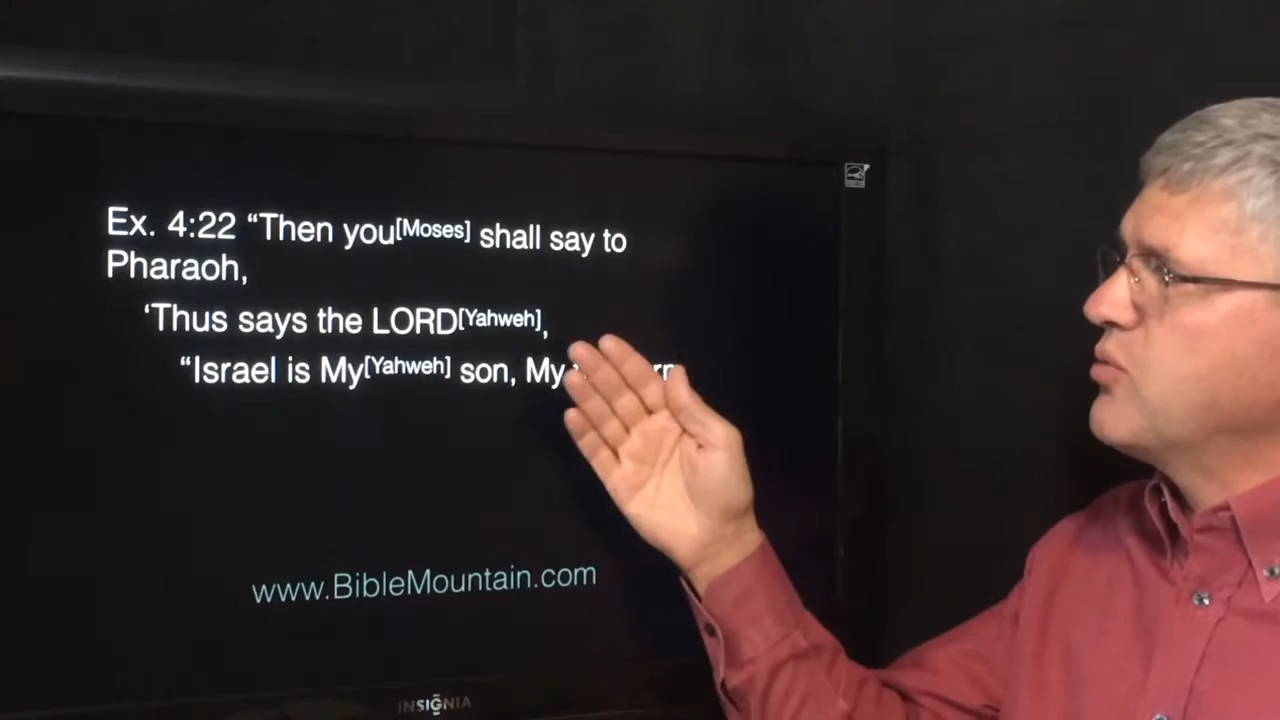 Ex. 4:22 “Then you[Moses] shall say to
Pharaoh,
‘Thus says the LORD[Yahweh],
“Israel is My[Yahweh] son, My
www.BibleMountain.com
INSIGNIA